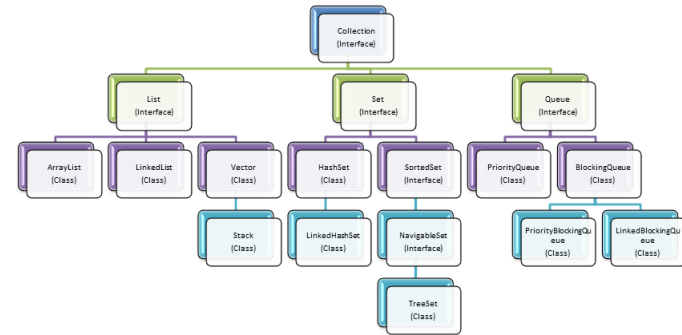 Collection
(Interface)
List
(Interface)
Set
(Interface)
Queue
(Interface)
ArrayList
(Class)
LinkedList
(Class)
Vector
(Class)
HashSet
(Class)
SortedSet
(Interface)
PriorityQueue
(Class)
BlockingQueue
(Class)
Stack
(Class)
LinkedHashSet
(Class)
NavigableSet
(Interface)
PriorityBlockingQu
eue
(Class)
LinkedBlockingQu
eue
(Class)
TreeSet
(Class)